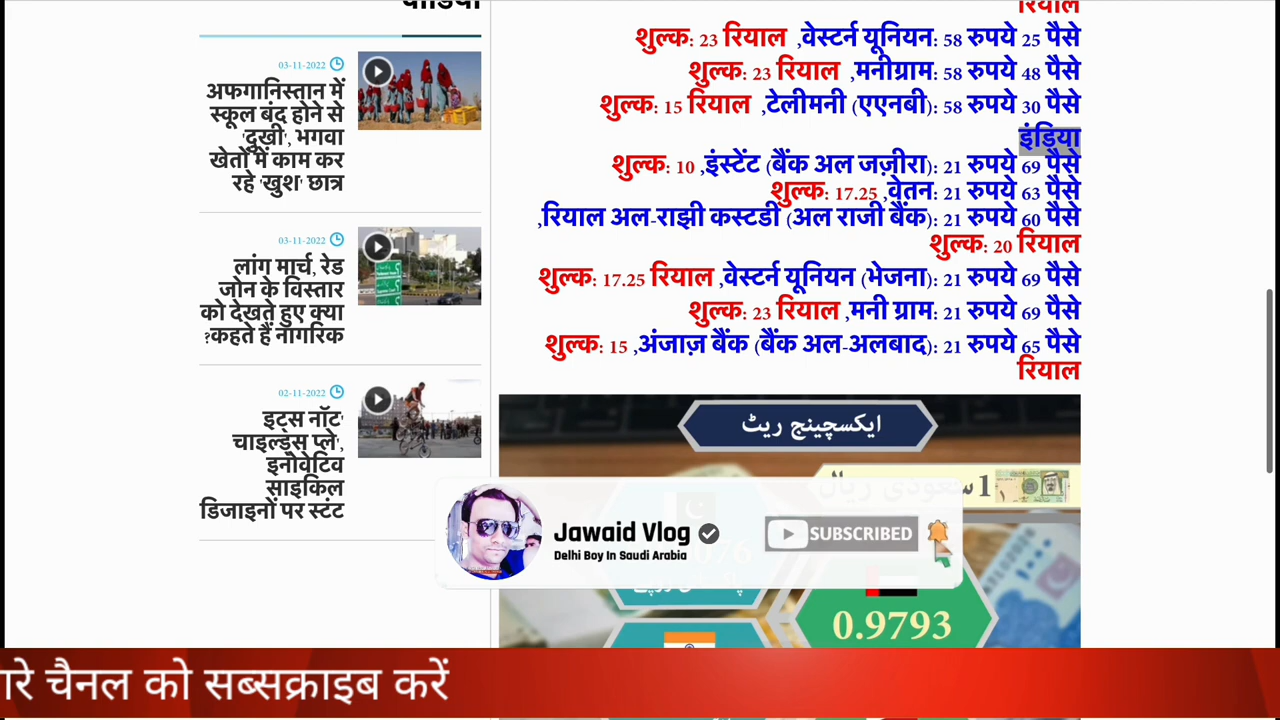 वीडियो
03-11-2022
अफगानिस्तान में
स्कूल बंद होने से
'दुखी', भगवा
खेतों में काम कर
रहे 'खुश' छात्र
03-11-2022
लांग मार्च, रेड
जोन के विस्तार
को देखते हुए क्या
?कहते हैं नागरिक
02-11-2022
इट्स नॉट'
चाइल्ड्स प्ले',
इनोवेटिव
साइकिल
डिजाइनों पर स्टंट
रियाल
शुल्क: 23 रियाल ,वेस्टर्न यूनियन: 58 रुपये 25 पैसे
शुल्क: 23 रियाल ,मनीग्राम: 58 रुपये 48 पैसे
शुल्क: 15 रियाल ,टेलीमनी (एएनबी): 58 रुपये 30 पैसे
इंडिया
शुल्क: 10 ,इंस्टेंट (बैंक अल जज़ीरा): 21 रुपये 69 पैसे
शुल्क: 17.25 ,वेतन: 21 रुपये 63 पैसे
,रियाल अल-राझी कस्टडी (अल राजी बैंक): 21 रुपये 60 पैसे
शुल्क: 20 रियाल
शुल्क: 17.25 रियाल ,वेस्टर्न यूनियन (भेजना): 21 रुपये 69 पैसे
शुल्क: 23 रियाल ,मनी ग्राम: 21 रुपये 69 पैसे
शुल्क: 15 ,अंजाज़ बैंक (बैंक अल-अलबाद): 21 रुपये 65 पैसे
रियाल
ایکسچینج ریٹ
1 سعودی ریال
Jawaid Vlog
SUBSCRIBED
Delhi Boy In Saudi Arabia
0.9793
रे चैनल को सब्सक्राइब करें